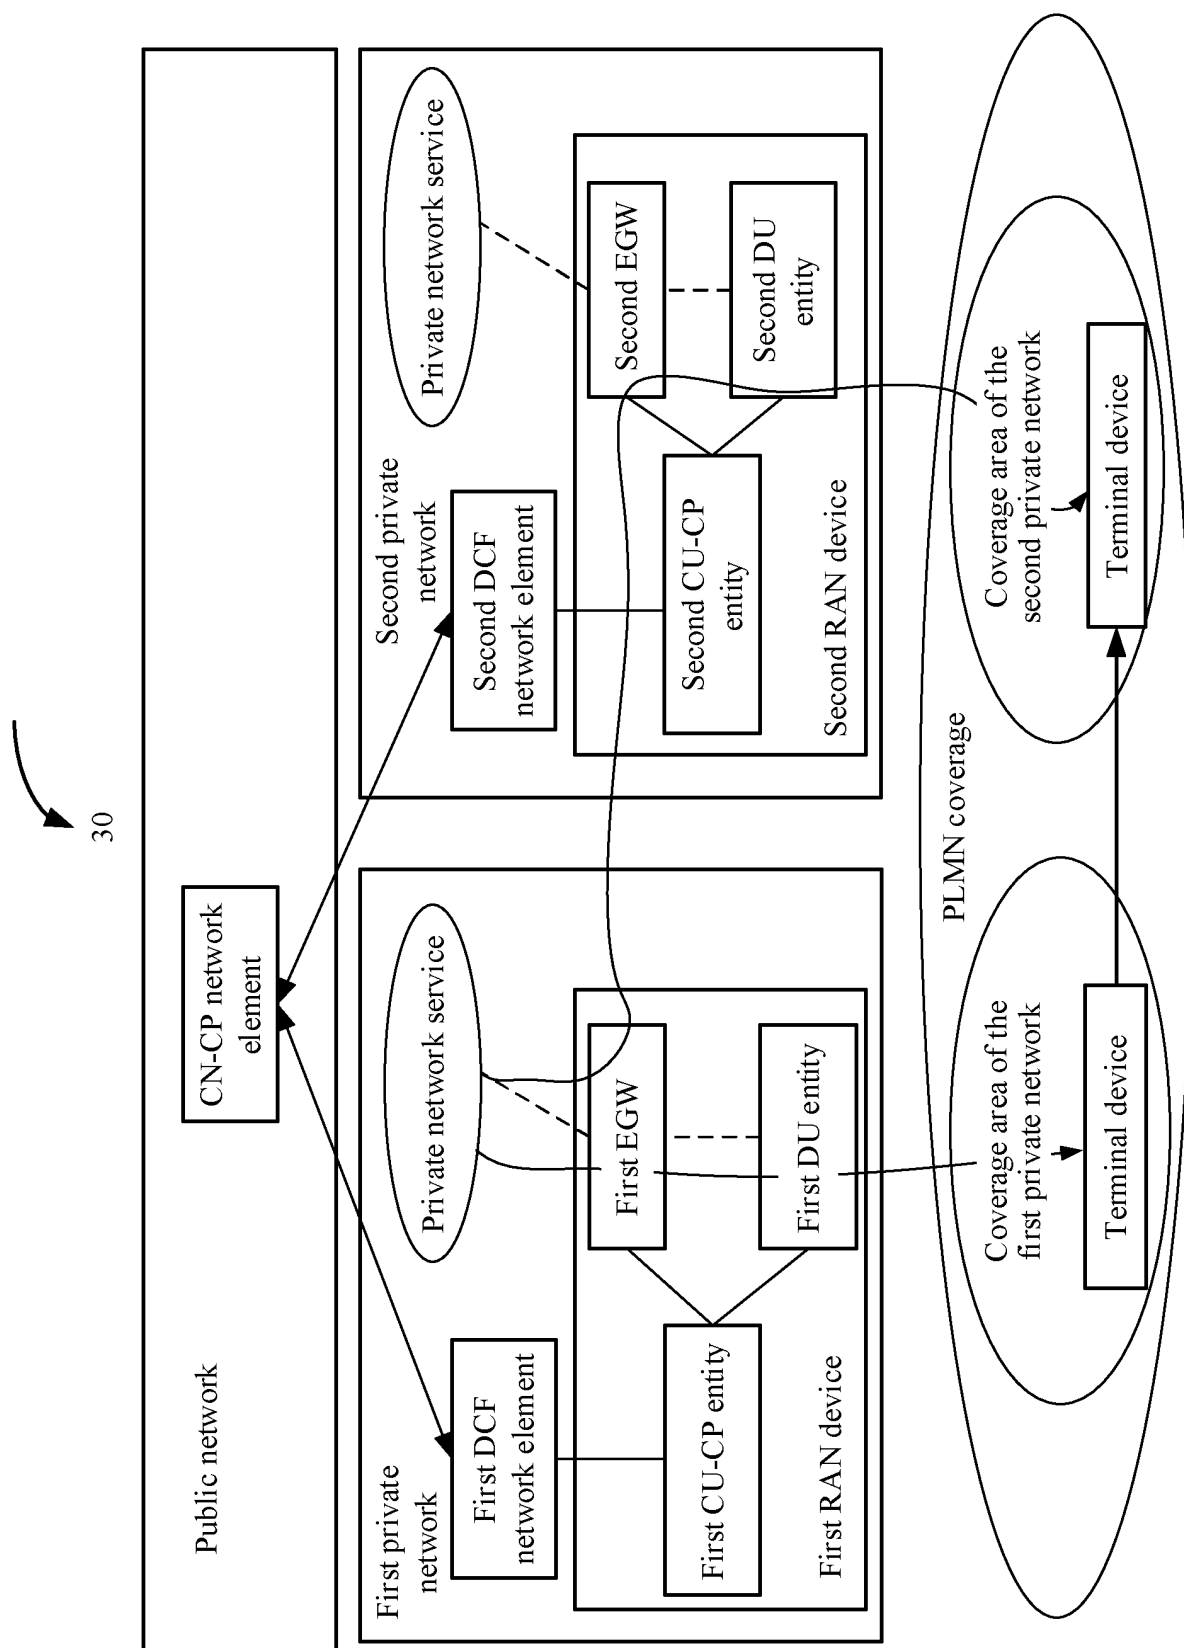 30
Public network
CN-CP network
element
First private
network
First DCF
network element
Private network service
First EGW
First DU entity
First CU-CP entity
First RAN device
Second private
network
Second DCF
network element
Private network service
Second EGW
Second DU
entity
Second CU-CP
entity
Second RAN device
PLMN coverage
Coverage area of the
first private network
Terminal device
Coverage area of the
second private network
Terminal device